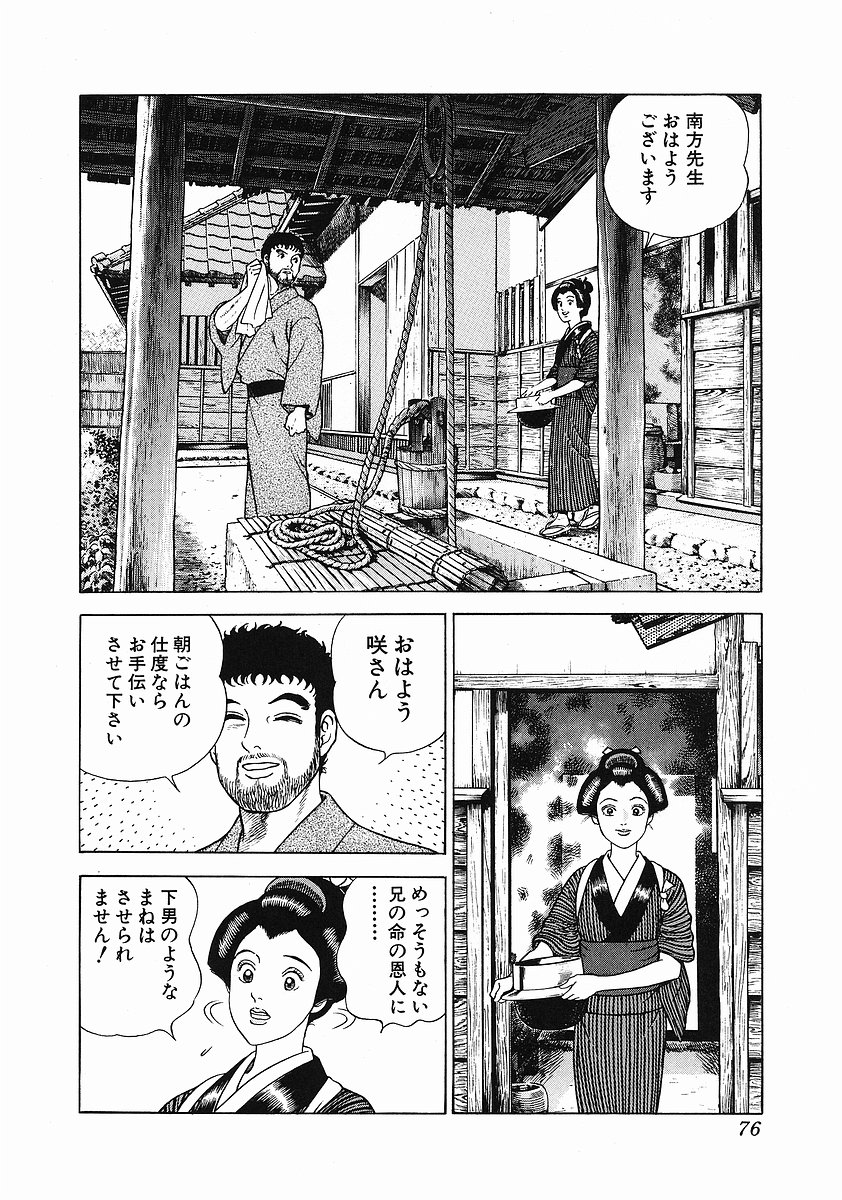 南方先生
おはよう
ございます
おはよう
咲さん
朝ごはんの
仕度なら
お手伝い
させて下さい
めっそうもない
兄の命の恩人に
………
下男のような
まねは
させられ
ません！
76